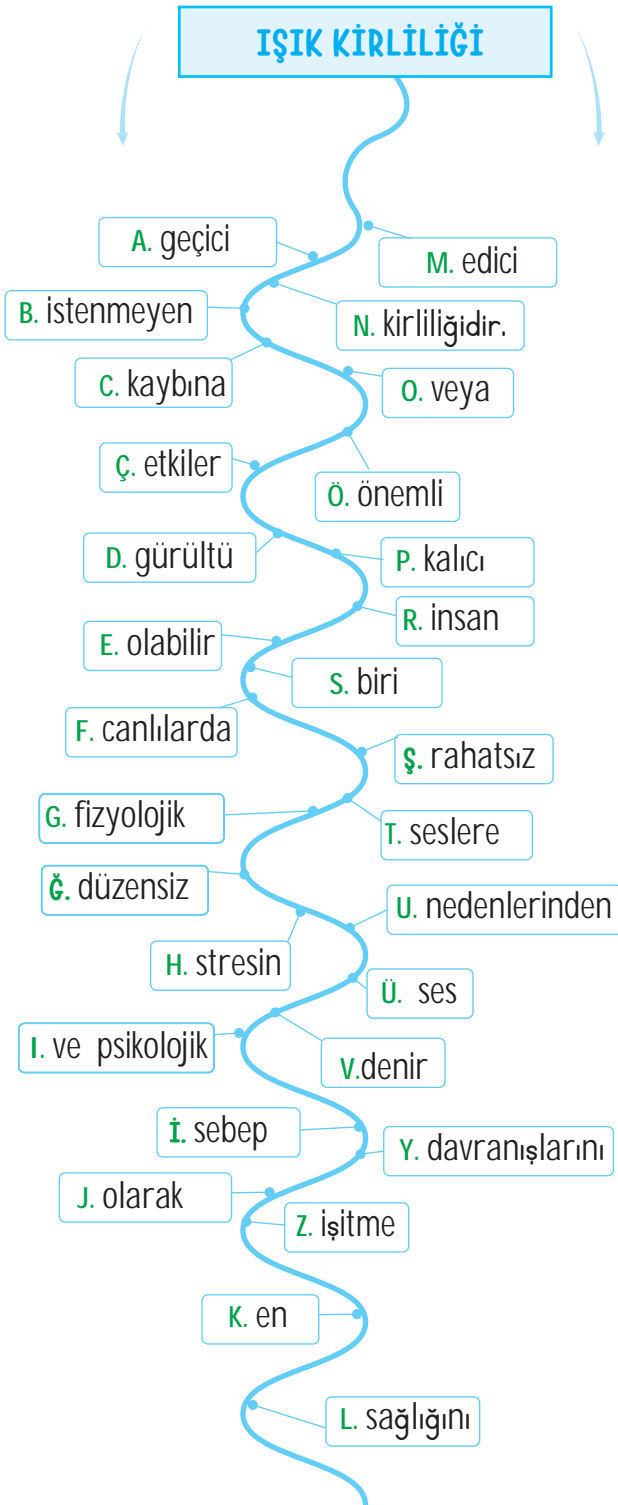 IŞIK KİRLİLİĞİ
A. geçici
M. edici
B. istenmeyen
N. kirliliğidir.
C. kaybına
O. veya
Ç. etkiler
Ö. önemli
D. gürültü
P. kalıcı
R. insan
E. olabilir
S. biri
F. canlılarda
Ş. rahatsız
G. fizyolojik
T. seslere
Ğ. düzensiz
U. nedenlerinden
H. stresin
Ü. ses
I. ve psikolojik
V.denir
İ. sebep
Y. davranışlarını
J. olarak
Z. işitme
K. en
L. sağlığını